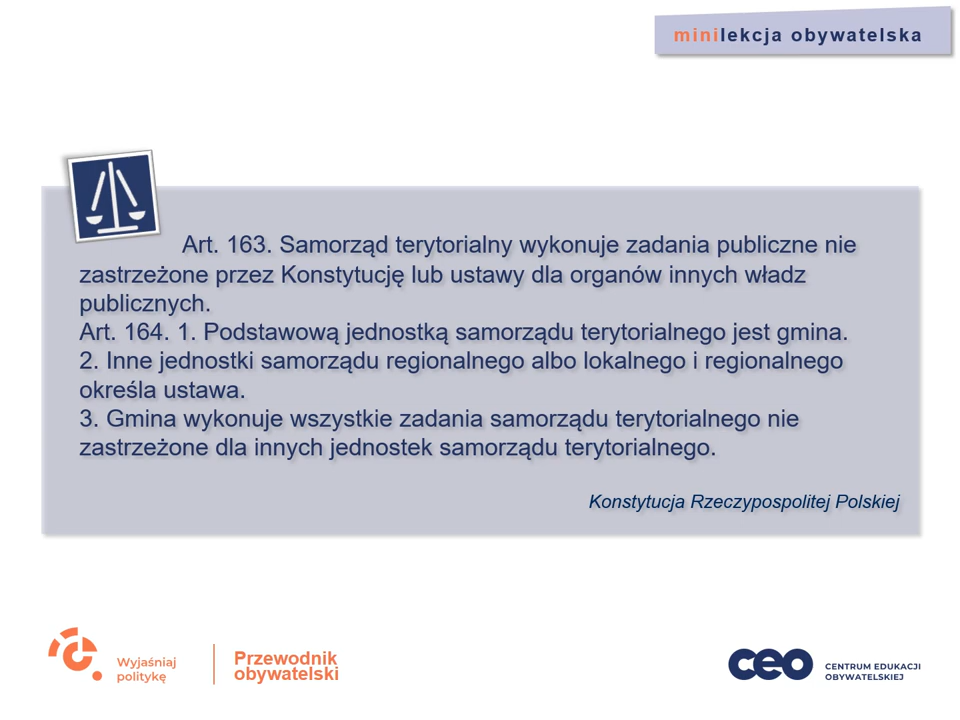 minilekcja obywatelska
Art. 163. Samorząd terytorialny wykonuje zadania publiczne nie
zastrzeżone przez Konstytucję lub ustawy dla organów innych władz
publicznych.
Art. 164. 1. Podstawową jednostką samorządu terytorialnego jest gmina.
2. Inne jednostki samorządu regionalnego albo lokalnego i regionalnego
określa ustawa.
3. Gmina wykonuje wszystkie zadania samorządu terytorialnego nie
zastrzeżone dla innych jednostek samorządu terytorialnego.
Konstytucja Rzeczypospolitej Polskiej
Wyjaśniaj
politykę
Przewodnik
obywatelski
ceo
CENTRUM EDUKACJI
OBYWATELSKIEJ